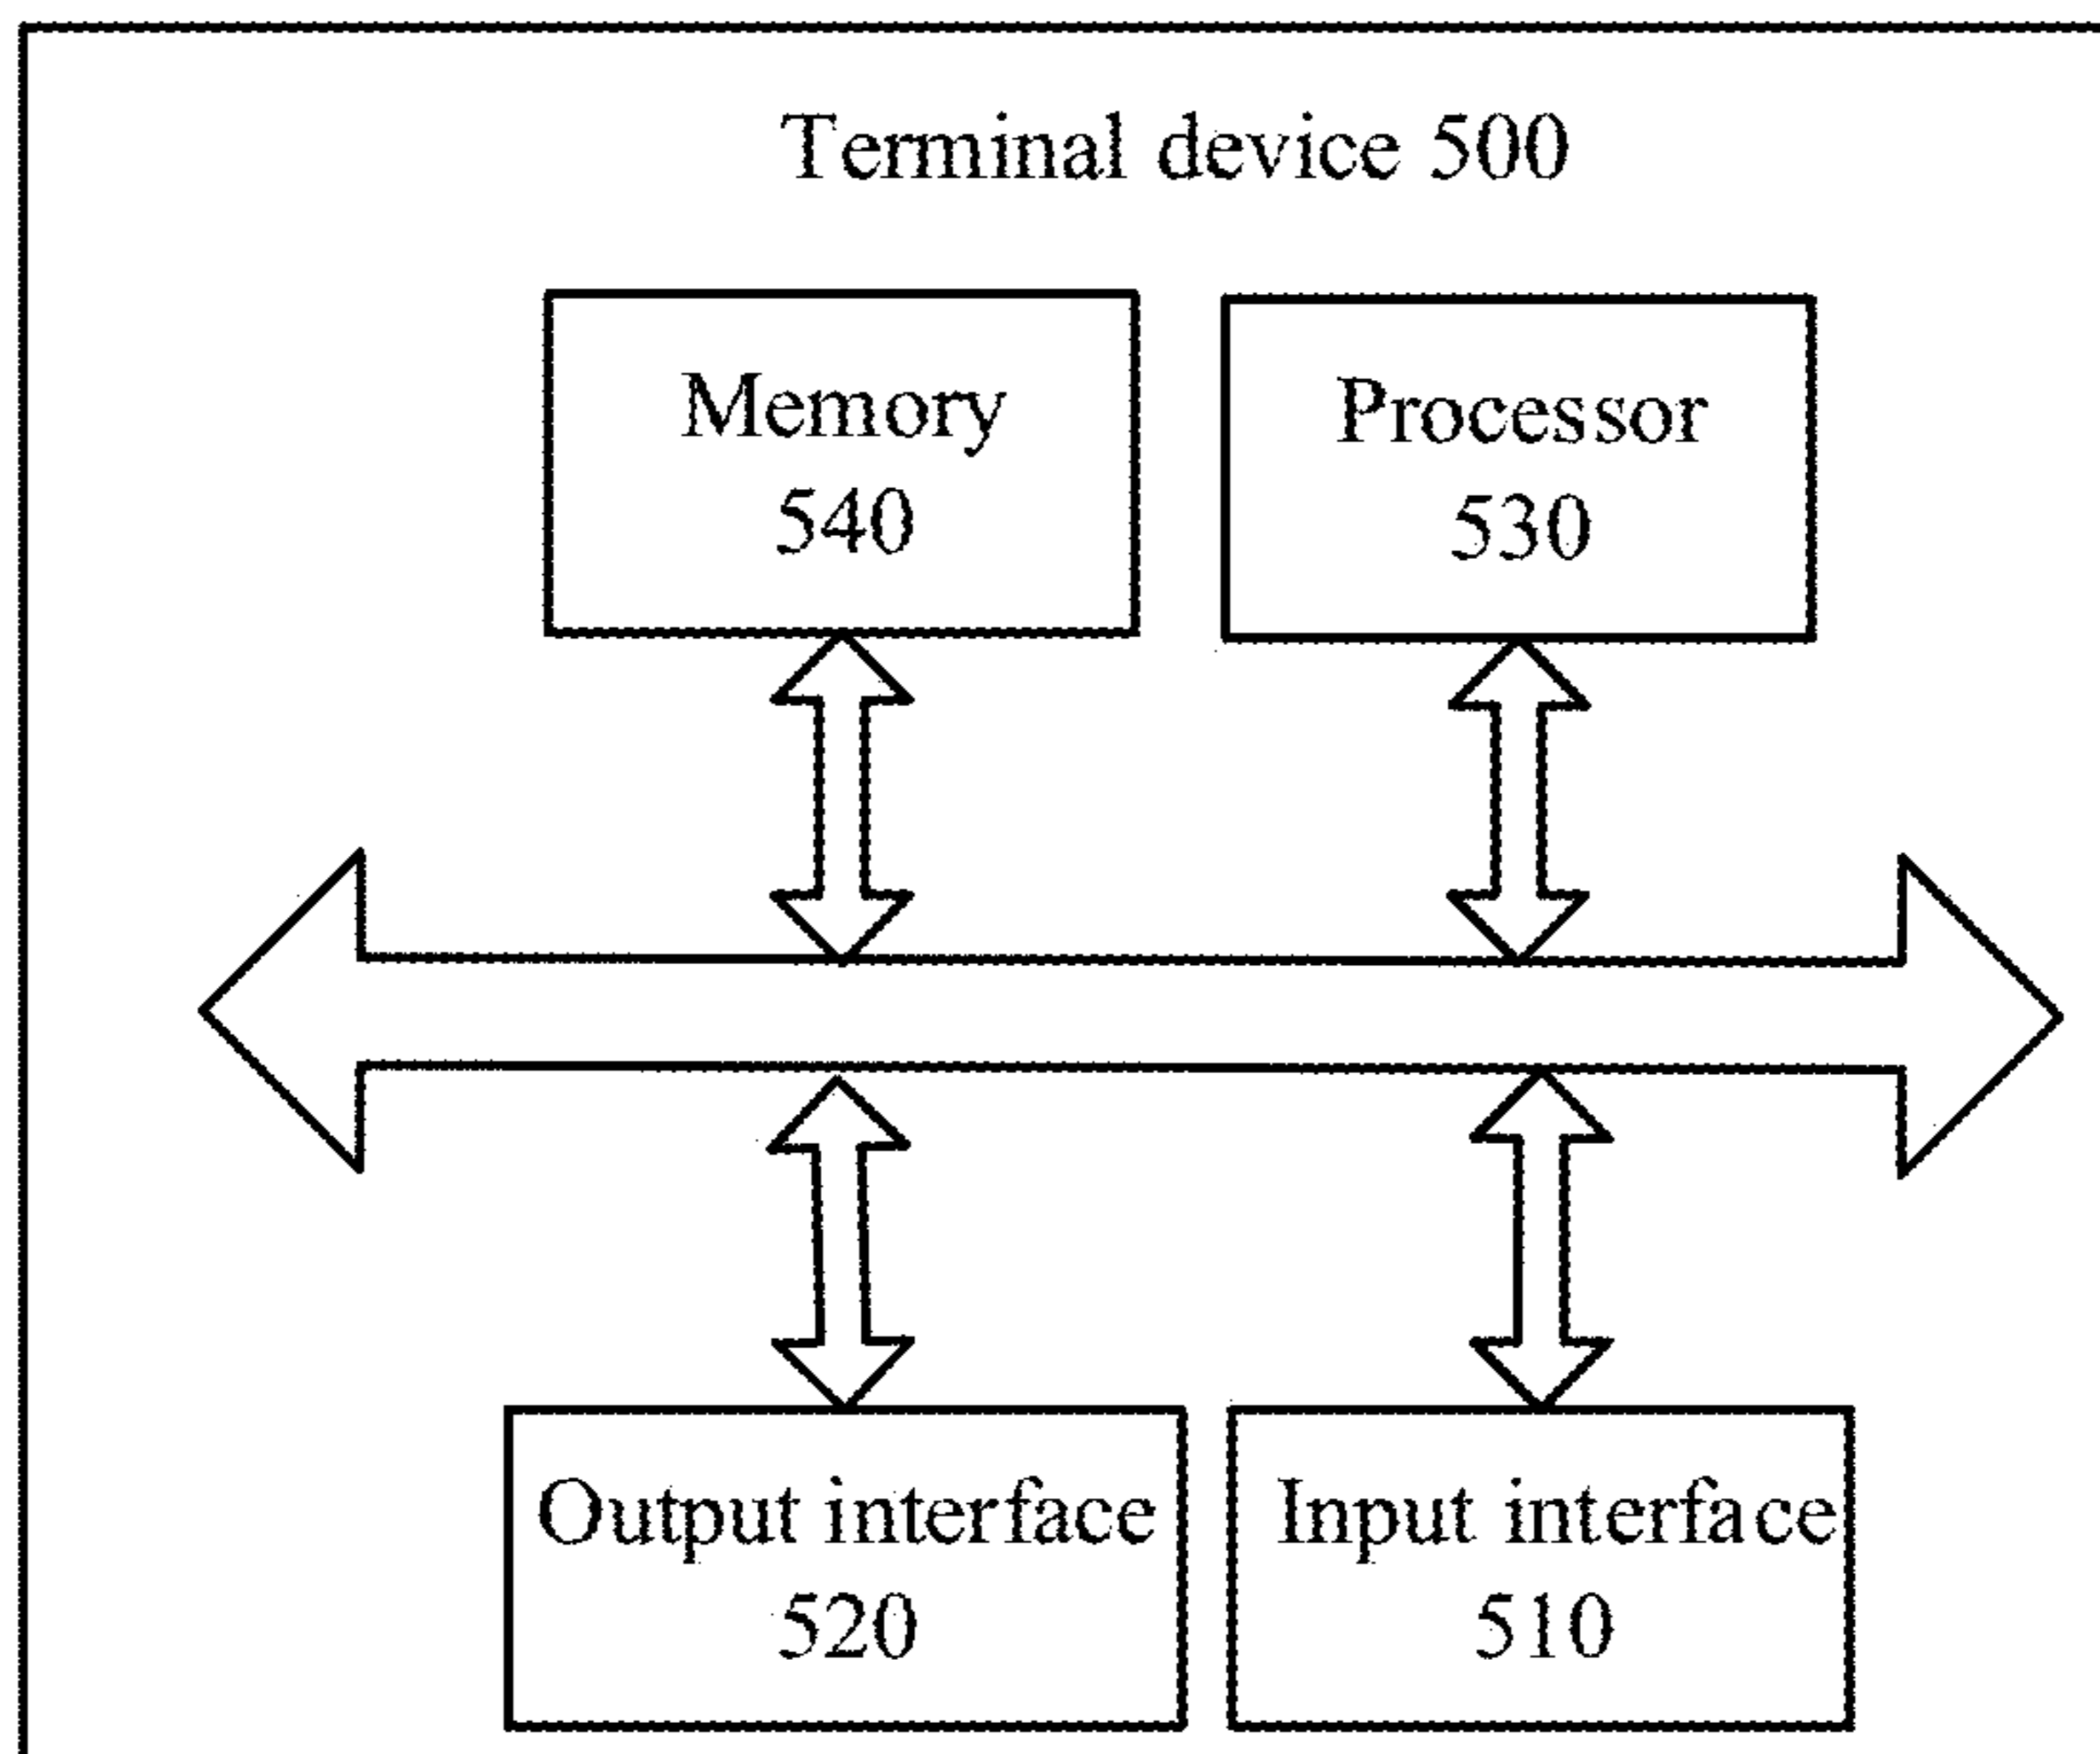 Terminal device 500
Memory
540
Processor
530
Output interface
520
Input interface
510